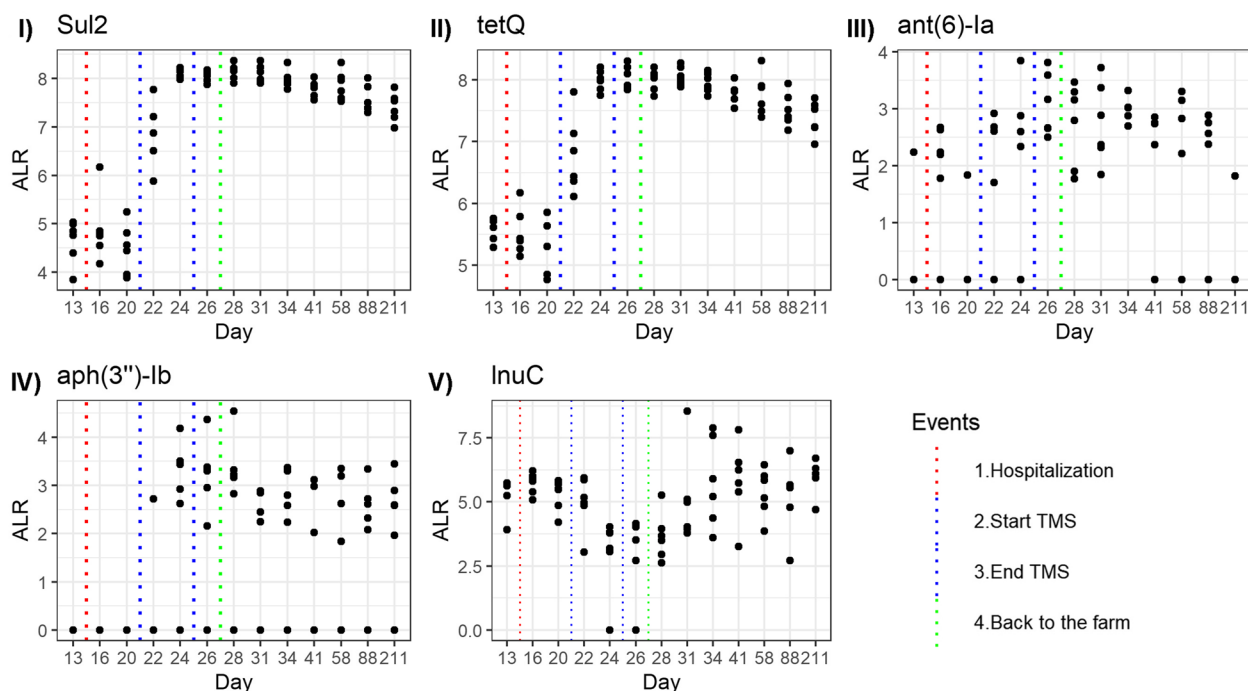 I) Sul2
ALR
8
7
6
5
4
13 16 20 22 24 26 28 31 34 41 58 88 211
Day
II) tetQ
ALR
8
7
6
5
13 16 20 22 24 26 28 31 34 41 58 88 211
Day
III) ant(6)-Ia
ALR
4
3
2
1
0
13 16 20 22 24 26 28 31 34 41 58 88 211
Day
IV) aph(3'')-Ib
ALR
4
3
2
1
0
13 16 20 22 24 26 28 31 34 41 58 88 211
Day
V) lnuC
ALR
7.5
5.0
2.5
0.0
13 16 20 22 24 26 28 31 34 41 58 88 211
Day
Events
1.Hospitalization
2.Start TMS
3.End TMS
4.Back to the farm